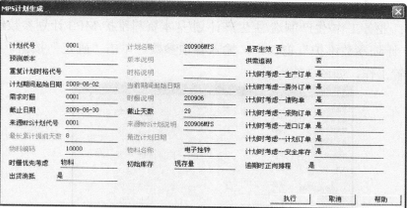 MPS计划生成
计划代号 0001 计划名称 200906MPS 是否生效 否
预测版本 版本说明 供需追溯 否
重复计划时格代号 时格说明 计划时考虑--生产订单 是
计划期间起始日期 2009-06-02 当前期间起始日期 计划时考虑--委外订单 是
需求时栅 0001 时栅说明 200906 计划时考虑--请购单 是
截止日期 2009-06-30 截止天数 29 计划时考虑--采购订单 是
来源MPS计划代号 0001 来源MPS计划说明 200906MPS 计划时考虑--进口订单 是
最长累计提前天数 8 最近计划日期 计划时考虑--计划订单 是
物料编码 10000 物料名称 电子挂钟 计划时考虑--安全库存 是
时栅优先考虑 物料 初始库存 现存量 逾期时正向排程 是
出货消抵 是
执行 取消 帮助